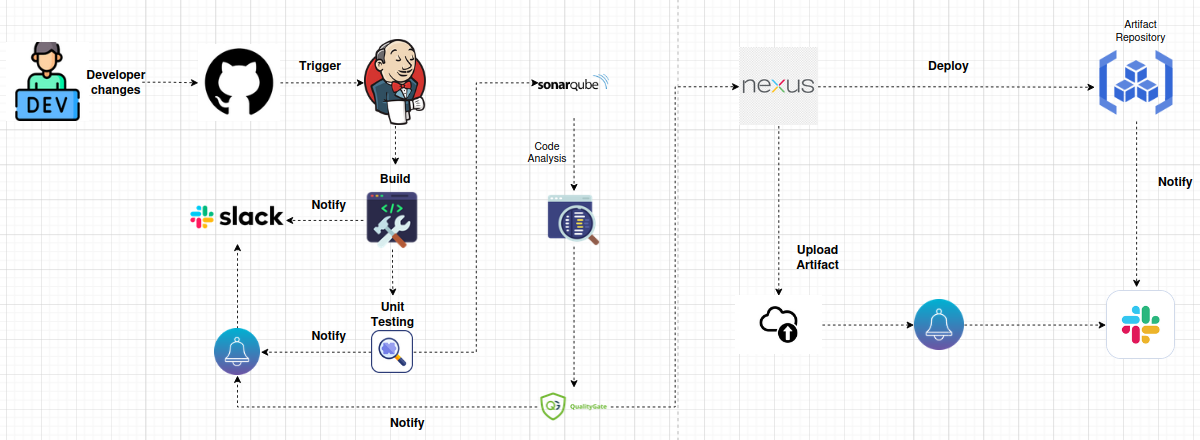 Artifact
Repository
Developer
changes
DEV
Trigger
sonarqube
nexus
Deploy
Code
Analysis
Build
</>
slack
Notify
Notify
Upload
Artifact
Unit
Testing
Notify
QG
QualityGate
Notify